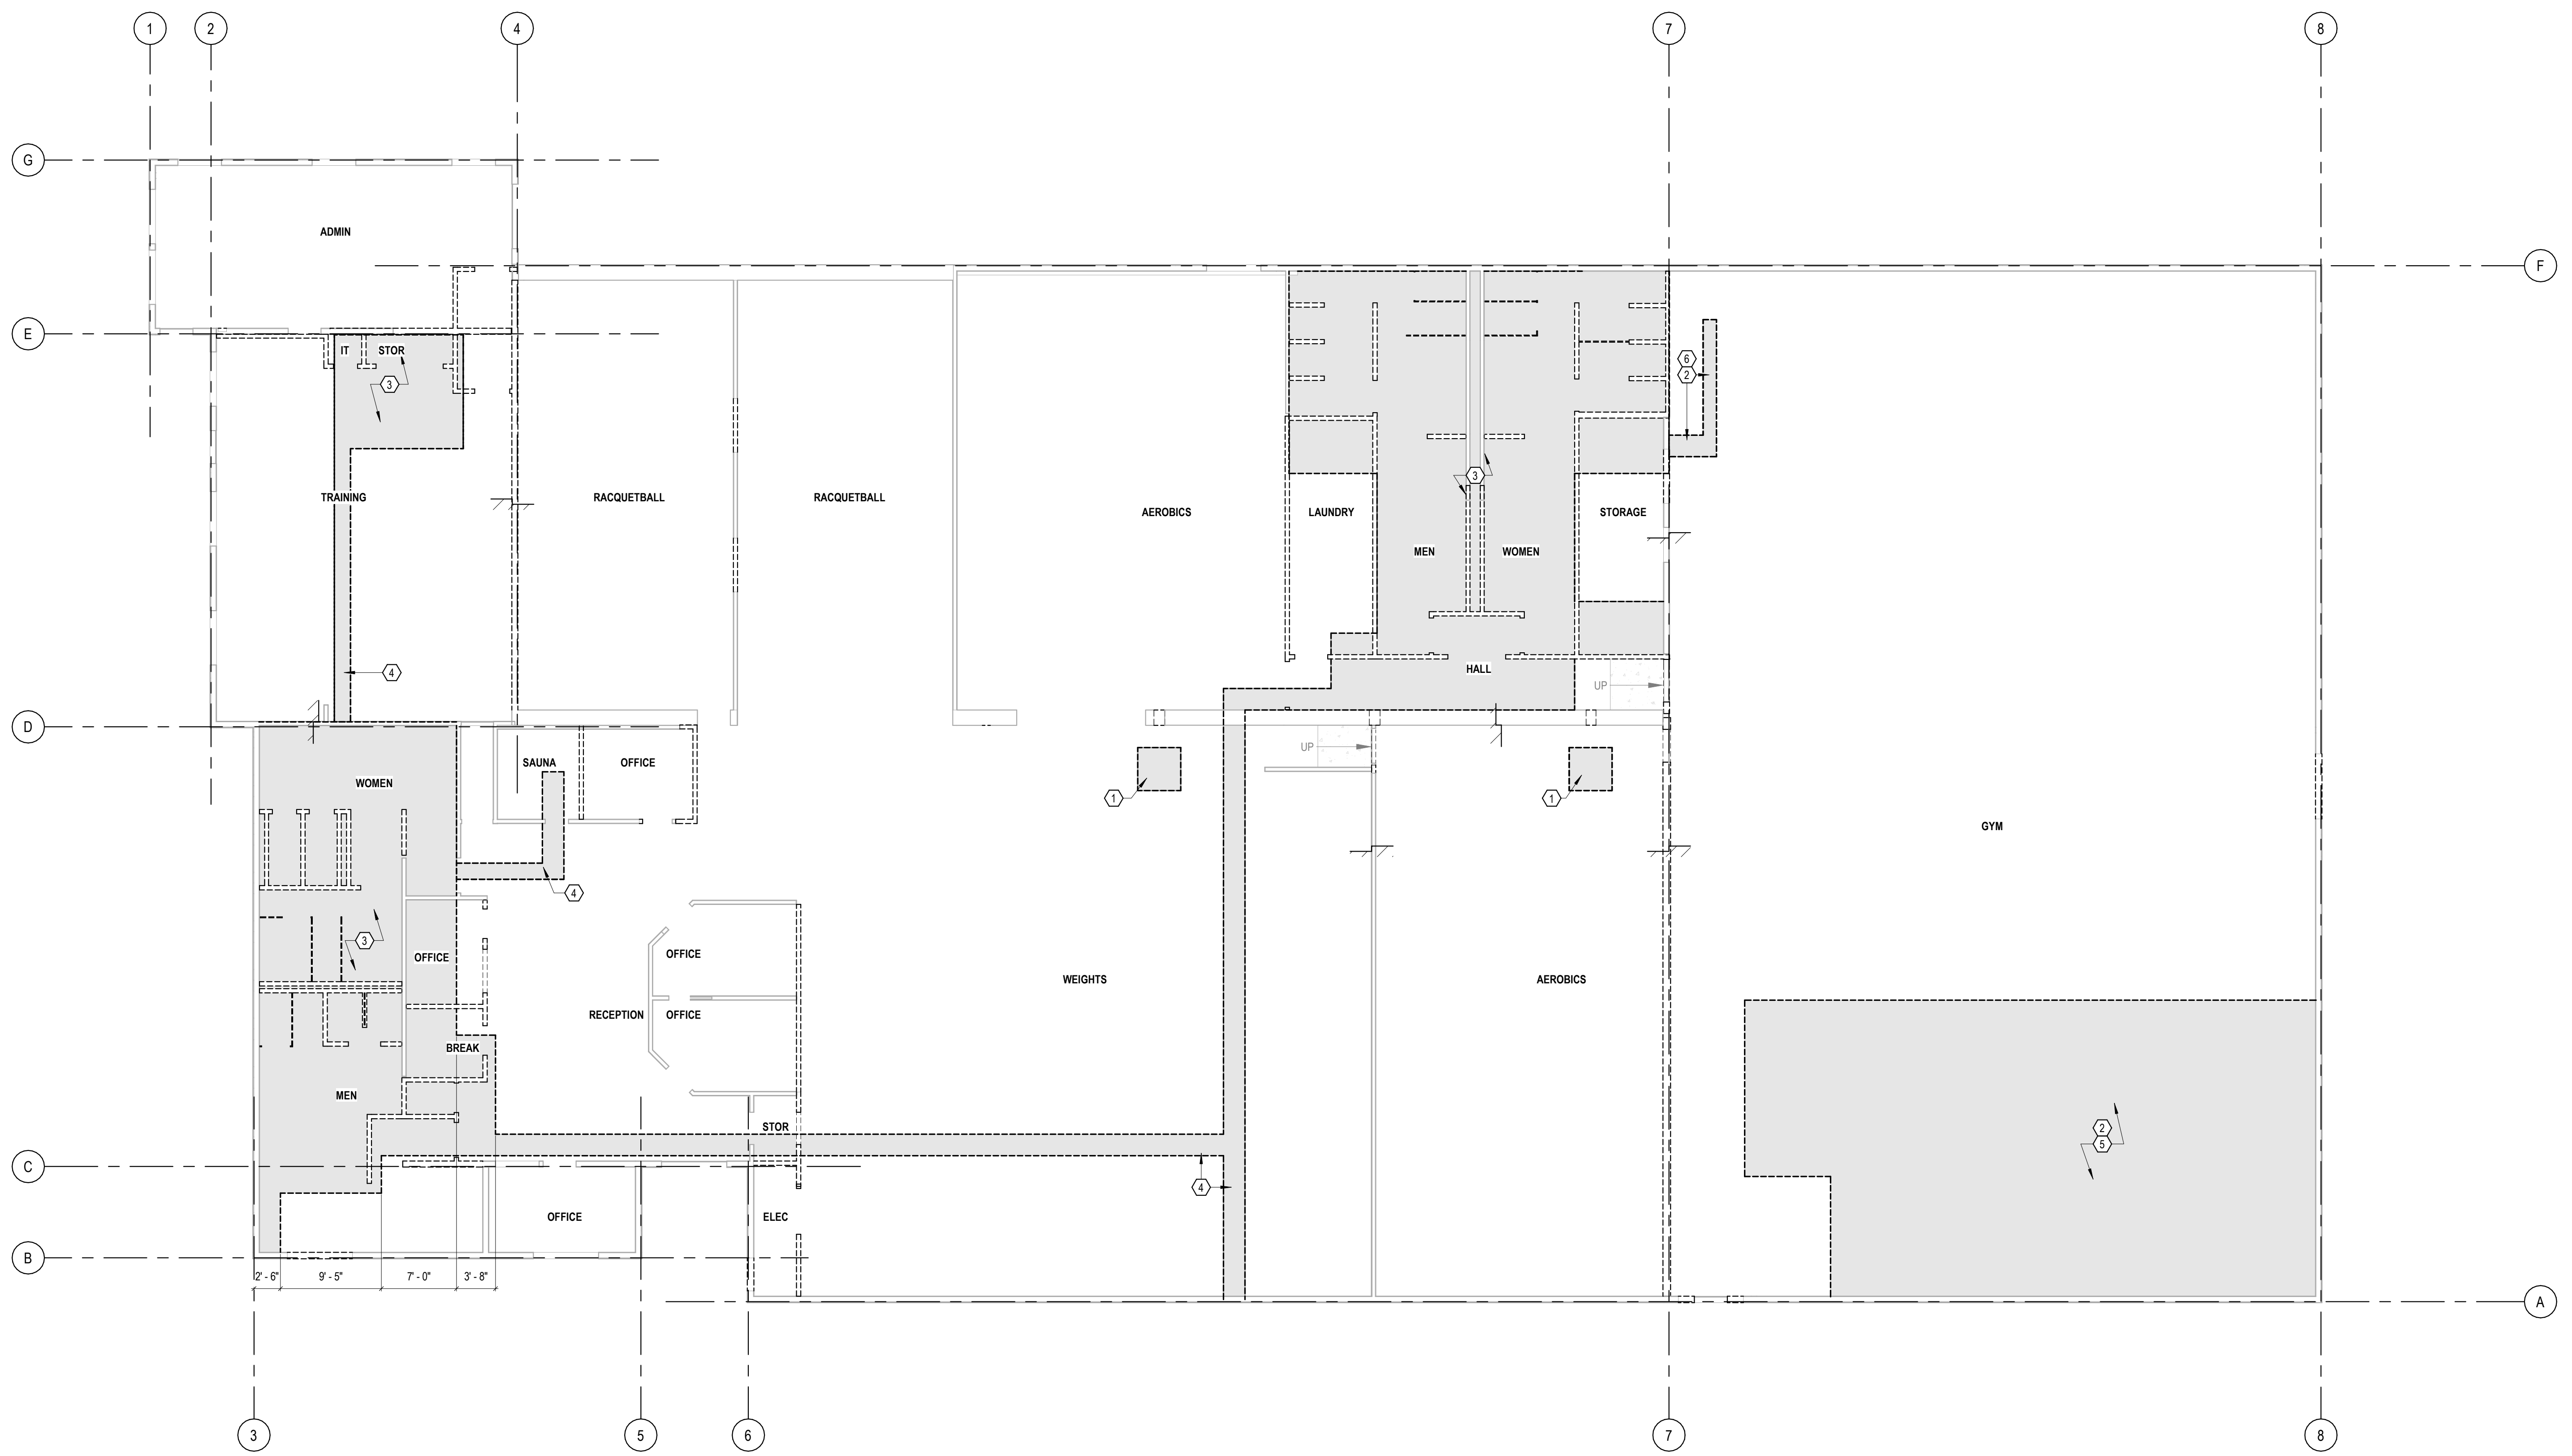 1 2 4 7 8
G
ADMIN
F
E
IT STOR
6
3
2
3
TRAINING RACQUETBALL RACQUETBALL
AEROBICS LAUNDRY STORAGE
MEN WOMEN
HALL
4
UP
D
UP
SAUNA OFFICE
WOMEN
1 1
GYM
4
3
OFFICE
OFFICE
WEIGHTS AEROBICS
RECEPTION OFFICE
BREAK
MEN
STOR
2
5
C
4
OFFICE ELEC
B
2' - 6" 9' - 5" 7' - 0" 3' - 8"
A
3 5 6 7 8